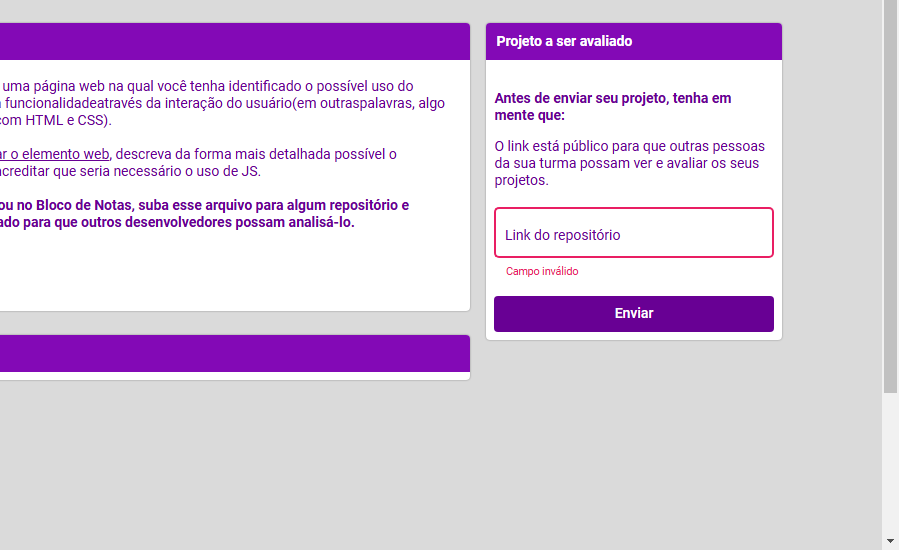 uma página web na qual você tenha identificado o possível uso do
funcionalidadeatravés da interação do usuário(em outraspalavras, algo
com HTML e CSS).
ar o elemento web, descreva da forma mais detalhada possível o
acreditar que seria necessário o uso de JS.
ou no Bloco de Notas, suba esse arquivo para algum repositório e
ado para que outros desenvolvedores possam analisá-lo.
Projeto a ser avaliado
Antes de enviar seu projeto, tenha em
mente que:
O link está público para que outras pessoas
da sua turma possam ver e avaliar os seus
projetos.
Link do repositório
Campo inválido
Enviar